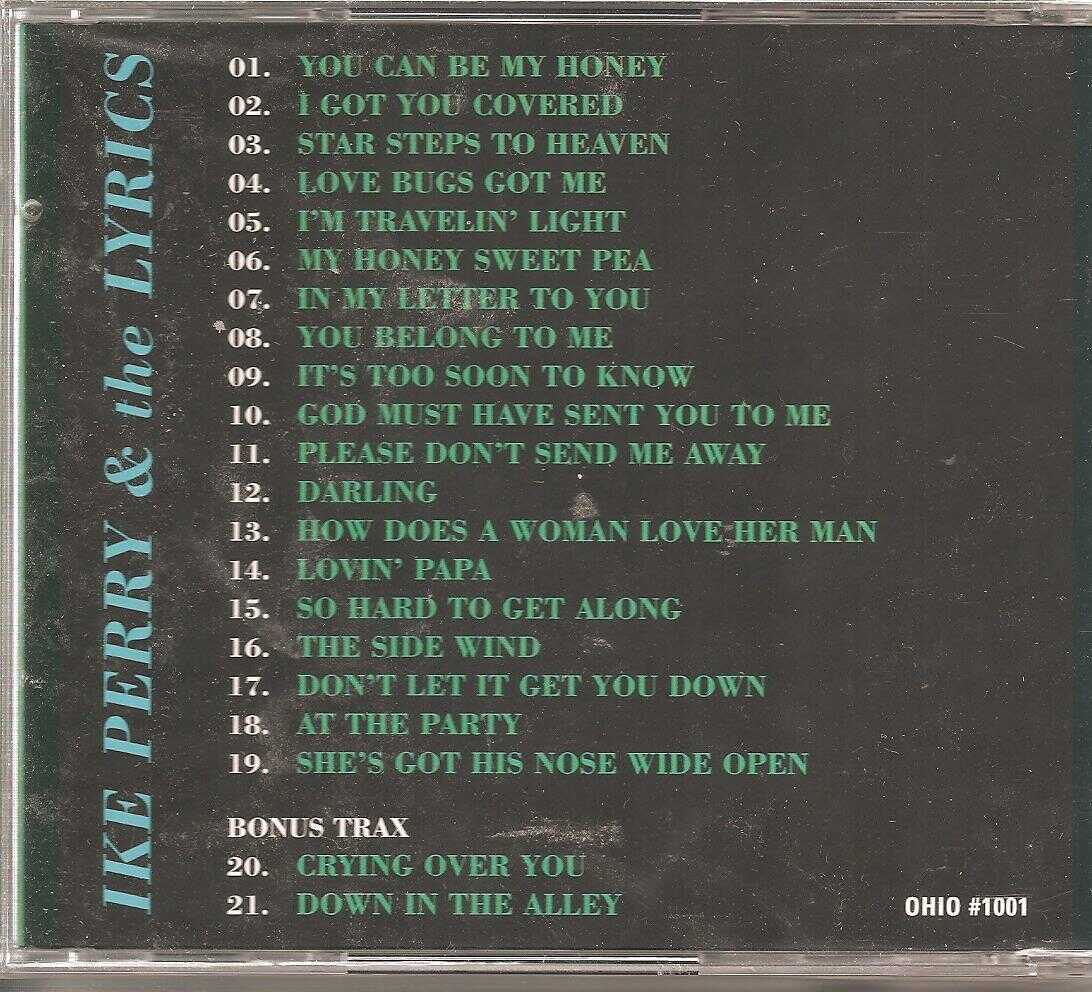 IKE PERRY & the LYRICS
01. YOU CAN BE MY HONEY
02. I GOT YOU COVERED
03. STAR STEPS TO HEAVEN
04. LOVE BUGS GOT ME
05. I'M TRAVELIN' LIGHT
06. MY HONEY SWEET PEA
07. IN MY LETTER TO YOU
08. YOU BELONG TO ME
09. IT'S TOO SOON TO KNOW
10. GOD MUST HAVE SENT YOU TO ME
11. PLEASE DON'T SEND ME AWAY
12. DARLING
13. HOW DOES A WOMAN LOVE HER MAN
14. LOVIN' PAPA
15. SO HARD TO GET ALONG
16. THE SIDE WIND
17. DON'T LET IT GET YOU DOWN
18. AT THE PARTY
19. SHE'S GOT HIS NOSE WIDE OPEN
BONUS TRAX
20. CRYING OVER YOU
21. DOWN IN THE ALLEY
OHIO #1001